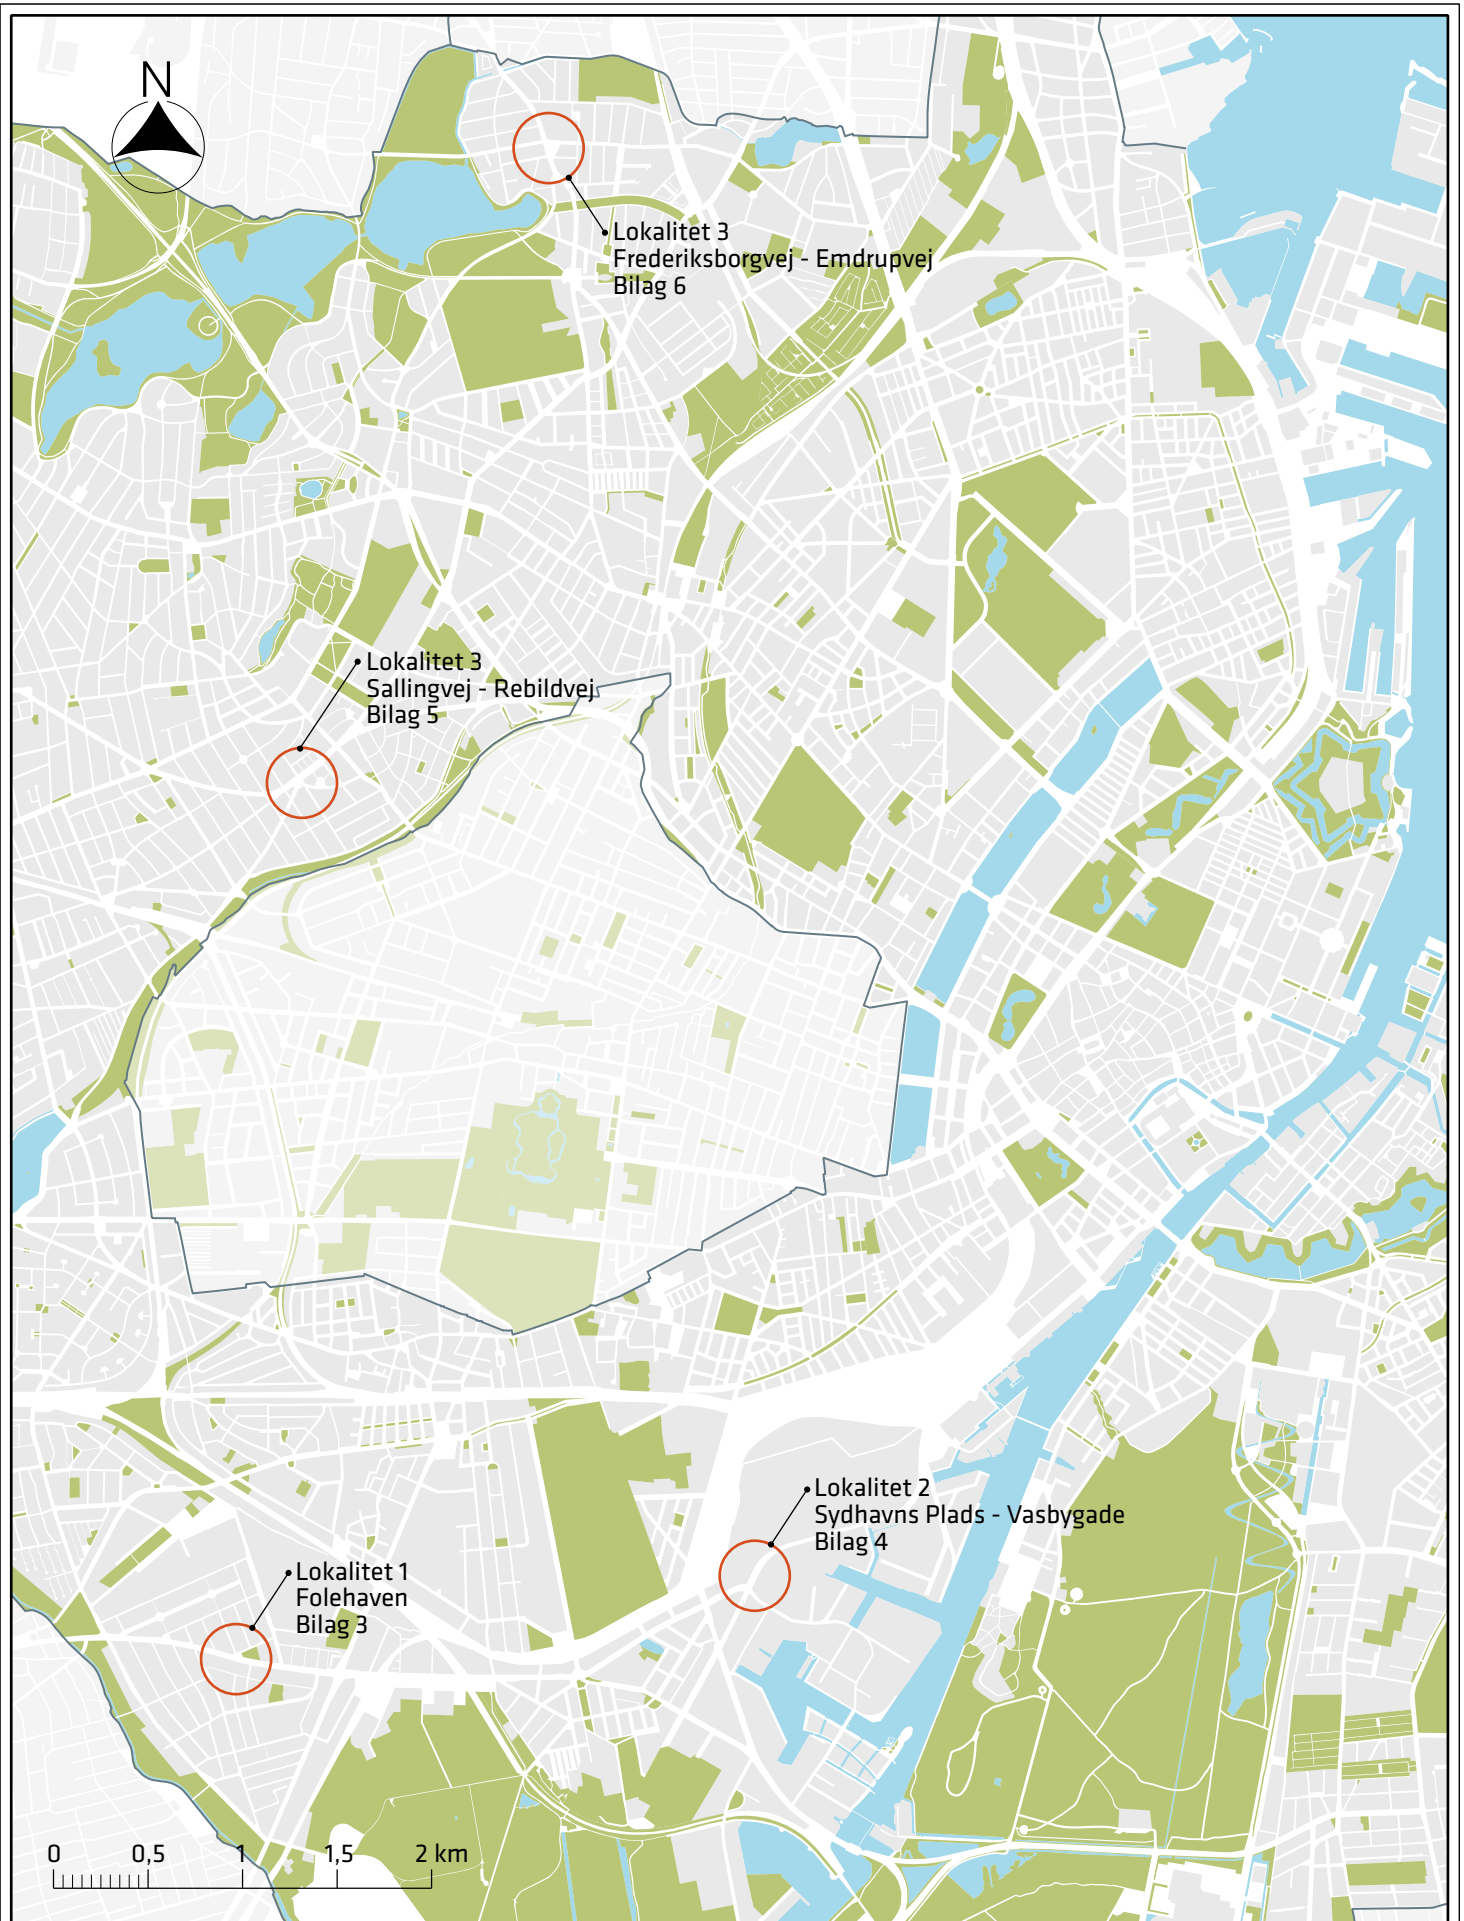 N
Lokalitet 3
Frederiksborgvej - Emdrupvej
Bilag 6
Lokalitet 3
Sallingvej - Rebildvej
Bilag 5
Lokalitet 2
Sydhavns Plads - Vasbygade
Bilag 4
Lokalitet 1
Folehaven
Bilag 3
0 0,5 1 1,5 2 km